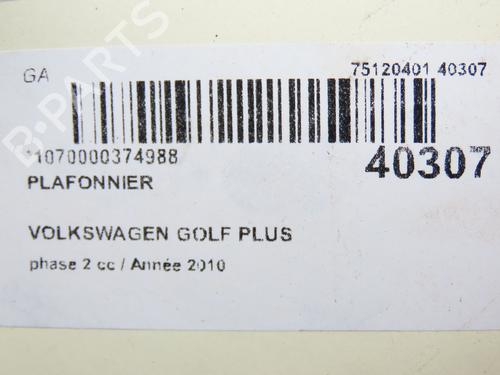 GA
75120401 40307
*1070000374988
40307
PLAFONNIER
VOLKSWAGEN GOLF PLUS
phase 2 cc / Année 2010
B-PARTS